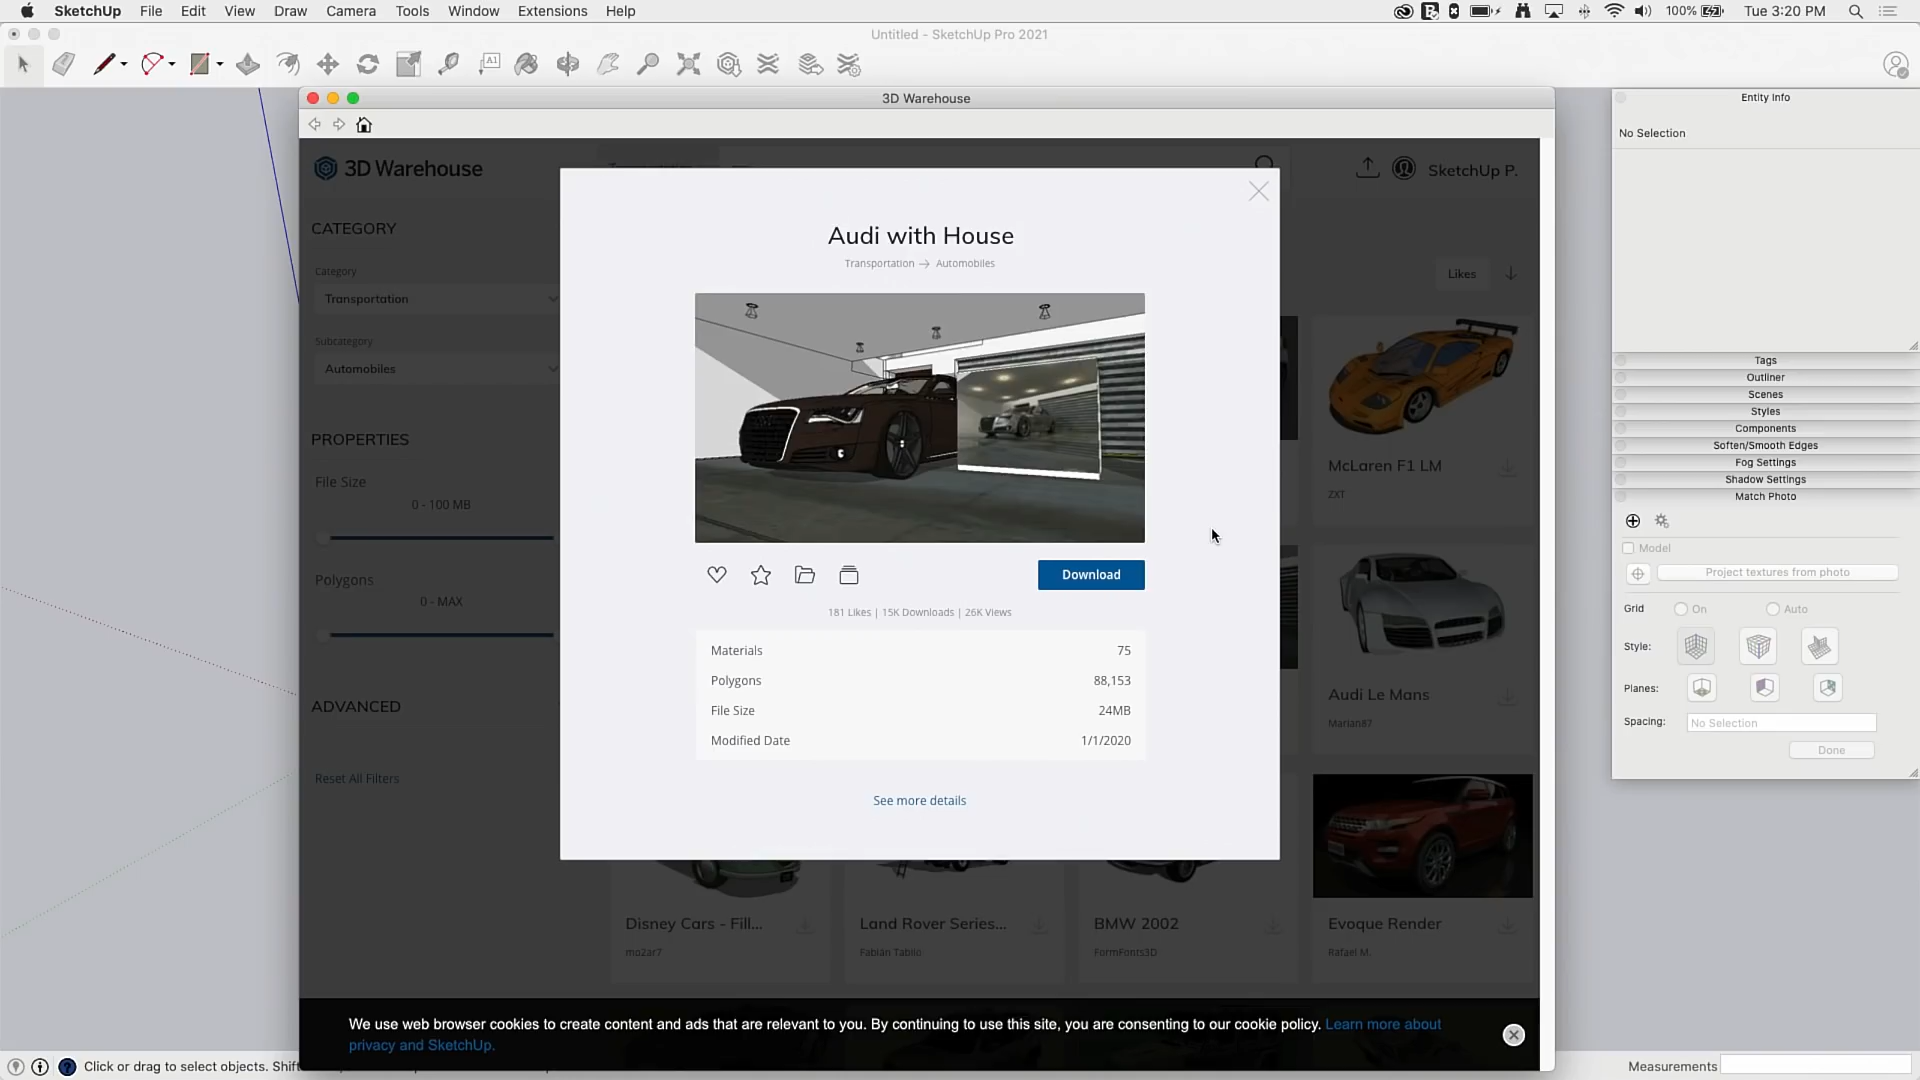 SketchUp File Edit View Draw Camera Tools Window Extensions Help 100% Tue 3:20 PM
Untitled - SketchUp Pro 2021
A1
3D Warehouse
Entity Info
No Selection
3D Warehouse
SketchUp P.
CATEGORY
Category
Transportation
Subcategory
Automobiles
PROPERTIES
File Size
0 - 100 MB
Polygons
0 - MAX
ADVANCED
Reset All Filters
Audi with House
Transportation → Automobiles
Download
181 Likes | 15K Downloads | 26K Views
Materials 75
Polygons 88,153
File Size 24MB
Modified Date 1/1/2020
See more details
Likes
McLaren F1 LM
ZXT
Audi Le Mans
Marian87
Disney Cars - Fill...
mo2ar7
Land Rover Series...
Fabián Tabilo
BMW 2002
FormFonts3D
Evoque Render
Rafael M.
Tags
Outliner
Scenes
Styles
Components
Soften/Smooth Edges
Fog Settings
Shadow Settings
Match Photo
Model
Project textures from photo
Grid On Auto
Style:
Planes:
Spacing: No Selection
Done
We use web browser cookies to create content and ads that are relevant to you. By continuing to use this site, you are consenting to our cookie policy. Learn more about
privacy and SketchUp.
Click or drag to select objects. Shift
Measurements